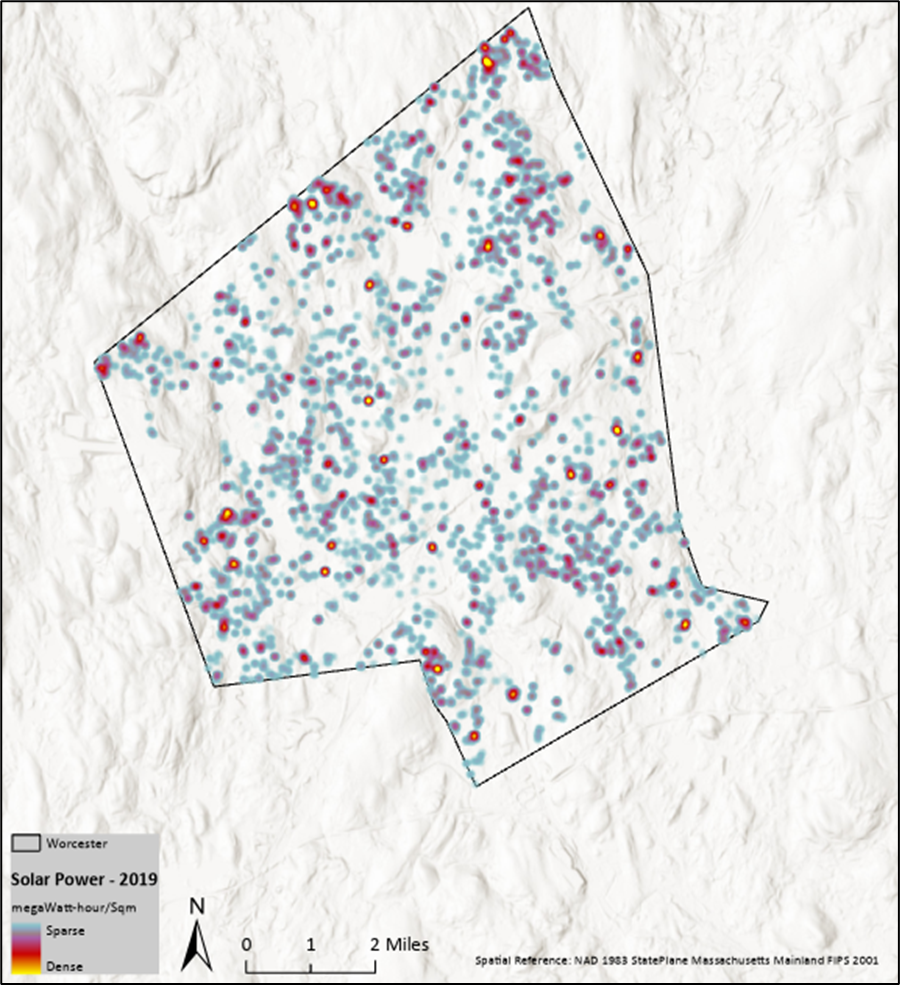 Worcester
Solar Power - 2019
megaWatt-hour/Sqm
Sparse
Dense
N
0 1 2 Miles
Spatial Reference: NAD 1983 StatePlane Massachusetts Mainland FIPS 2001